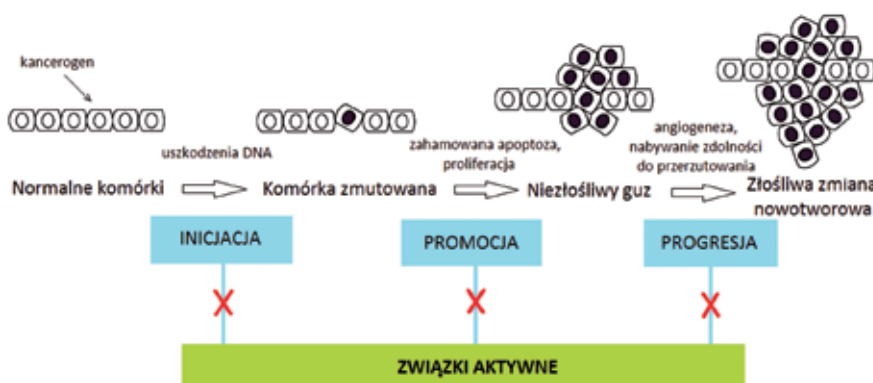 kancerogen
uszkodzenia DNA
zahamowana apoptoza,
proliferacja
angiogeneza,
nabywanie zdolności
do przerzutowania
Normalne komórki
Komórka zmutowana
Niezłośliwy guz
Złośliwa zmiana
nowotworowa
INICJACJA
PROMOCJA
PROGRESJA
ZWIĄZKI AKTYWNE